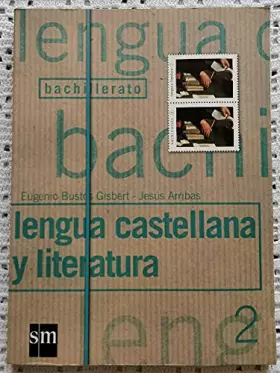 lengua c
bachillerato
bachi
Eugenio Bustos Gisbert - Jesús Arribas
lengua castellana
y literatura
2
sm
eng